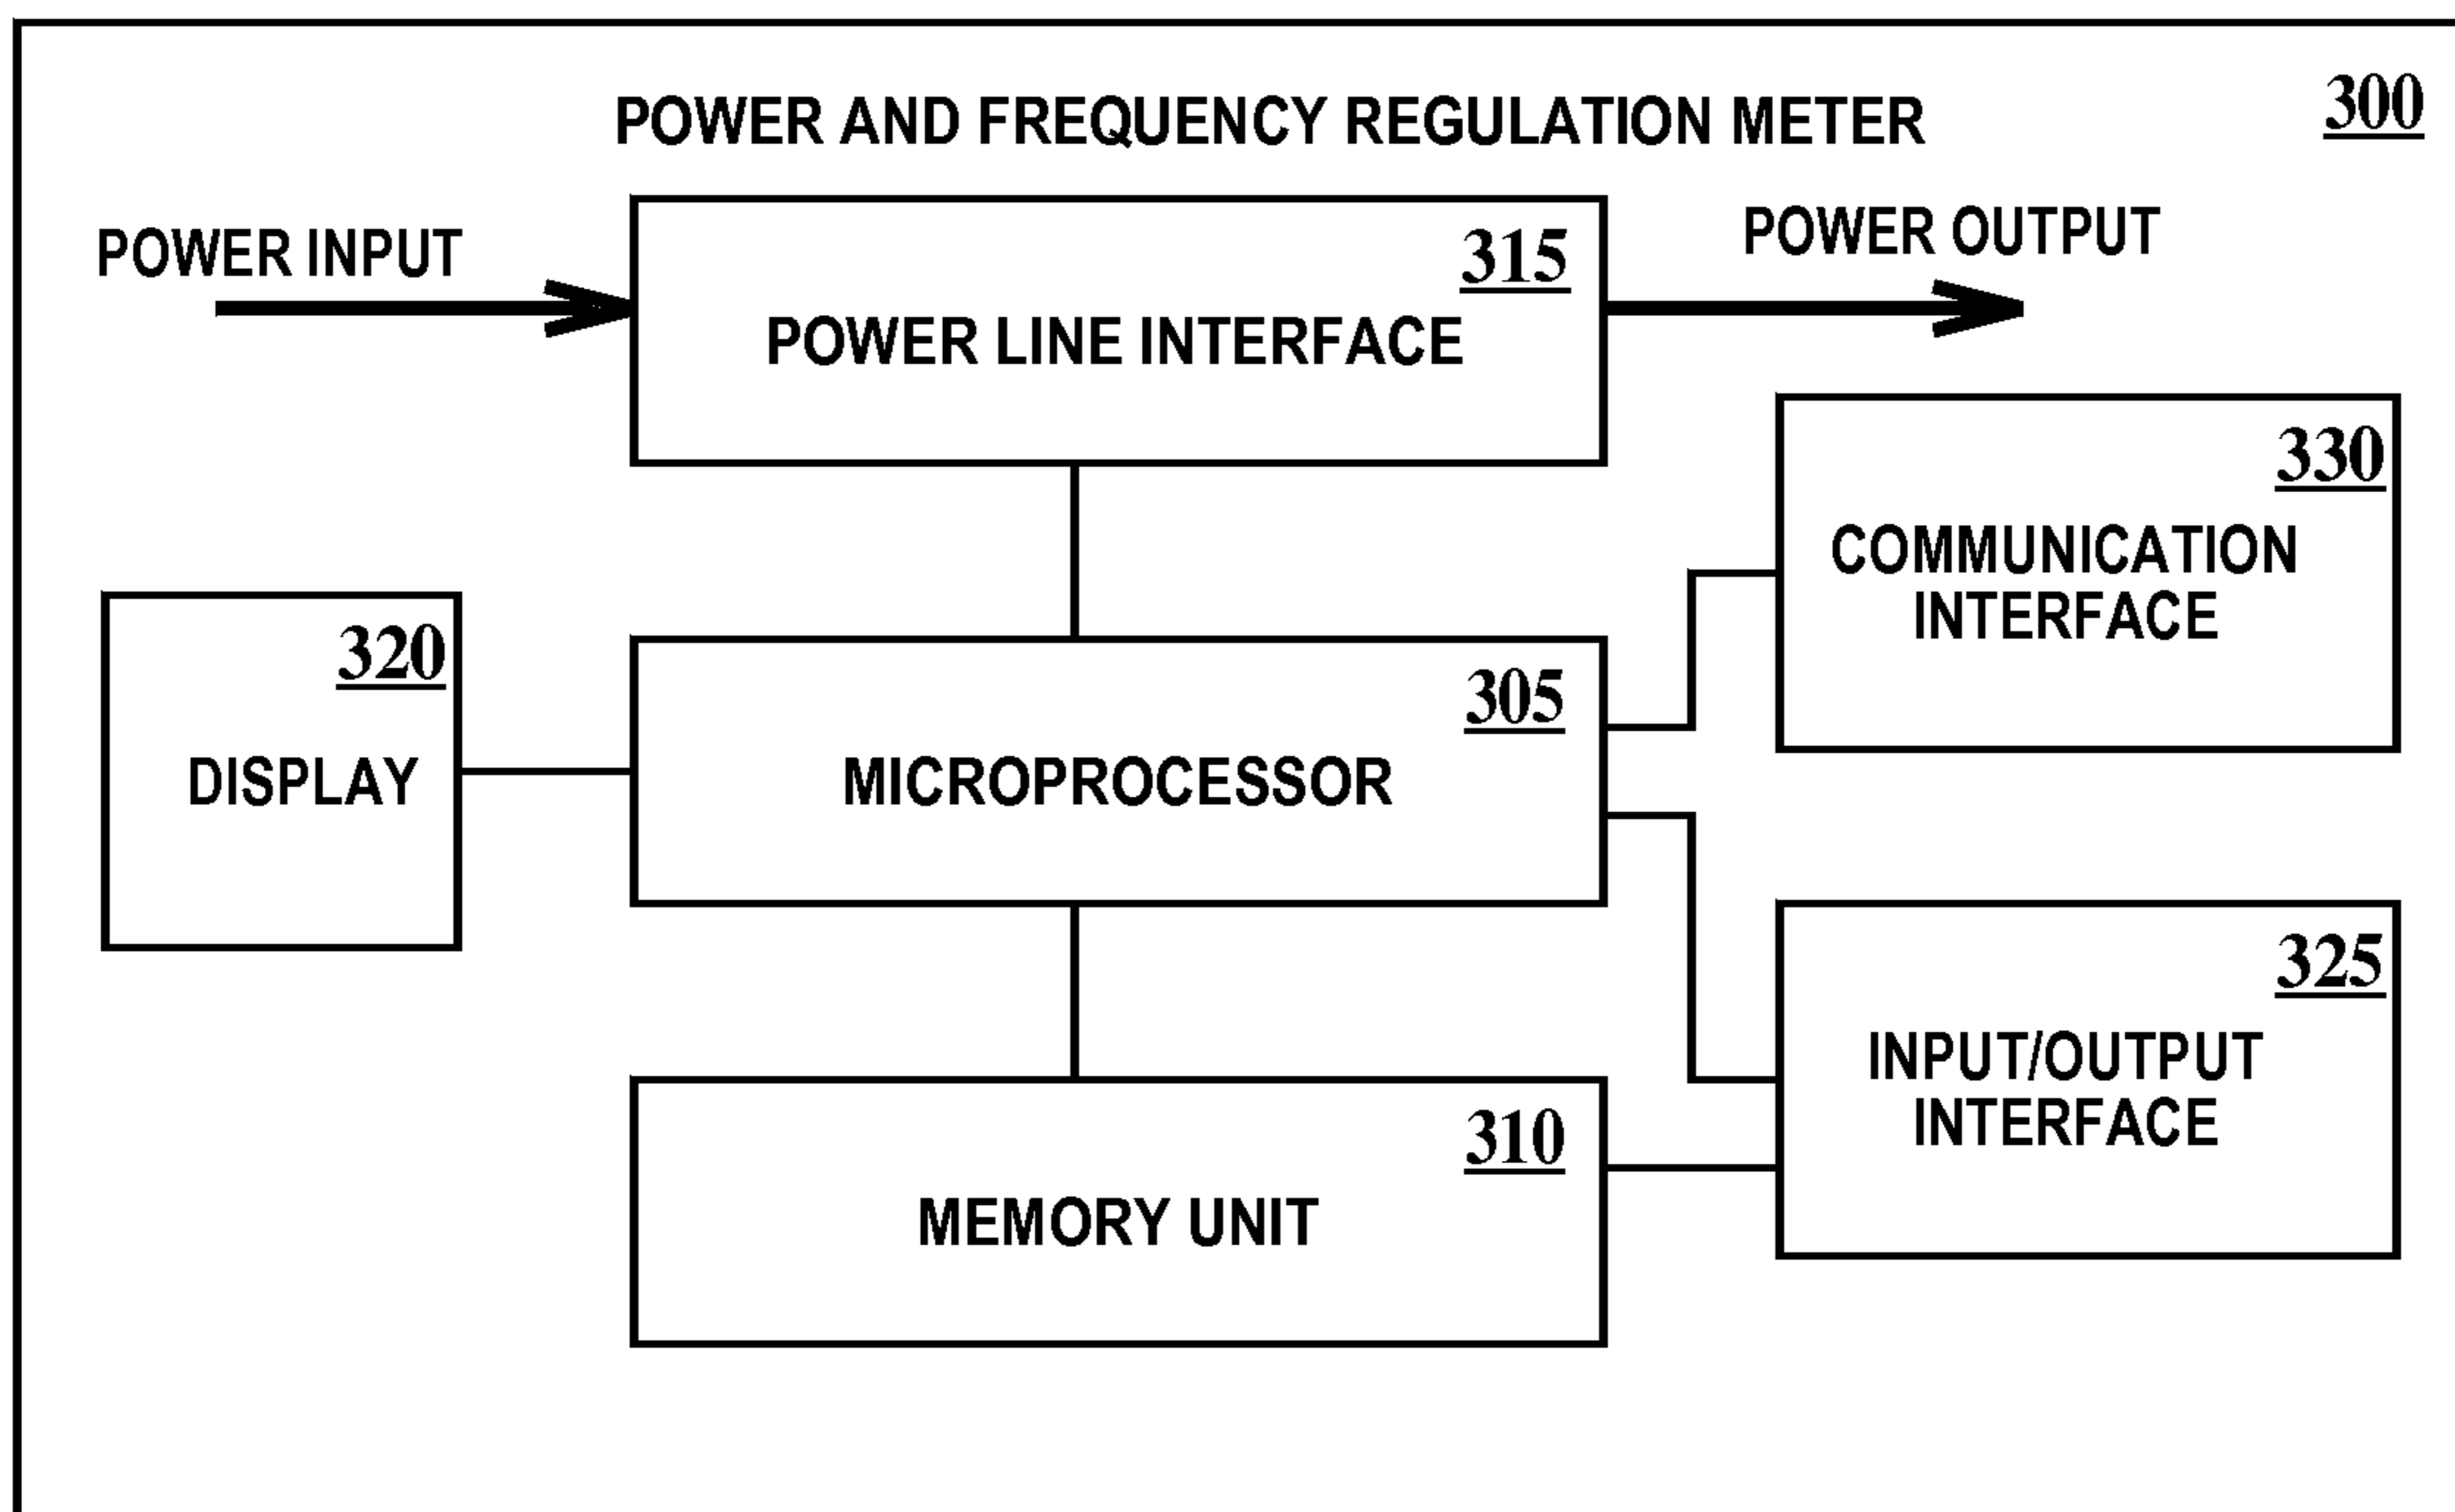 POWER AND FREQUENCY REGULATION METER
300
POWER INPUT
315
POWER LINE INTERFACE
POWER OUTPUT
330
COMMUNICATION
INTERFACE
320
DISPLAY
305
MICROPROCESSOR
325
INPUT/OUTPUT
INTERFACE
310
MEMORY UNIT